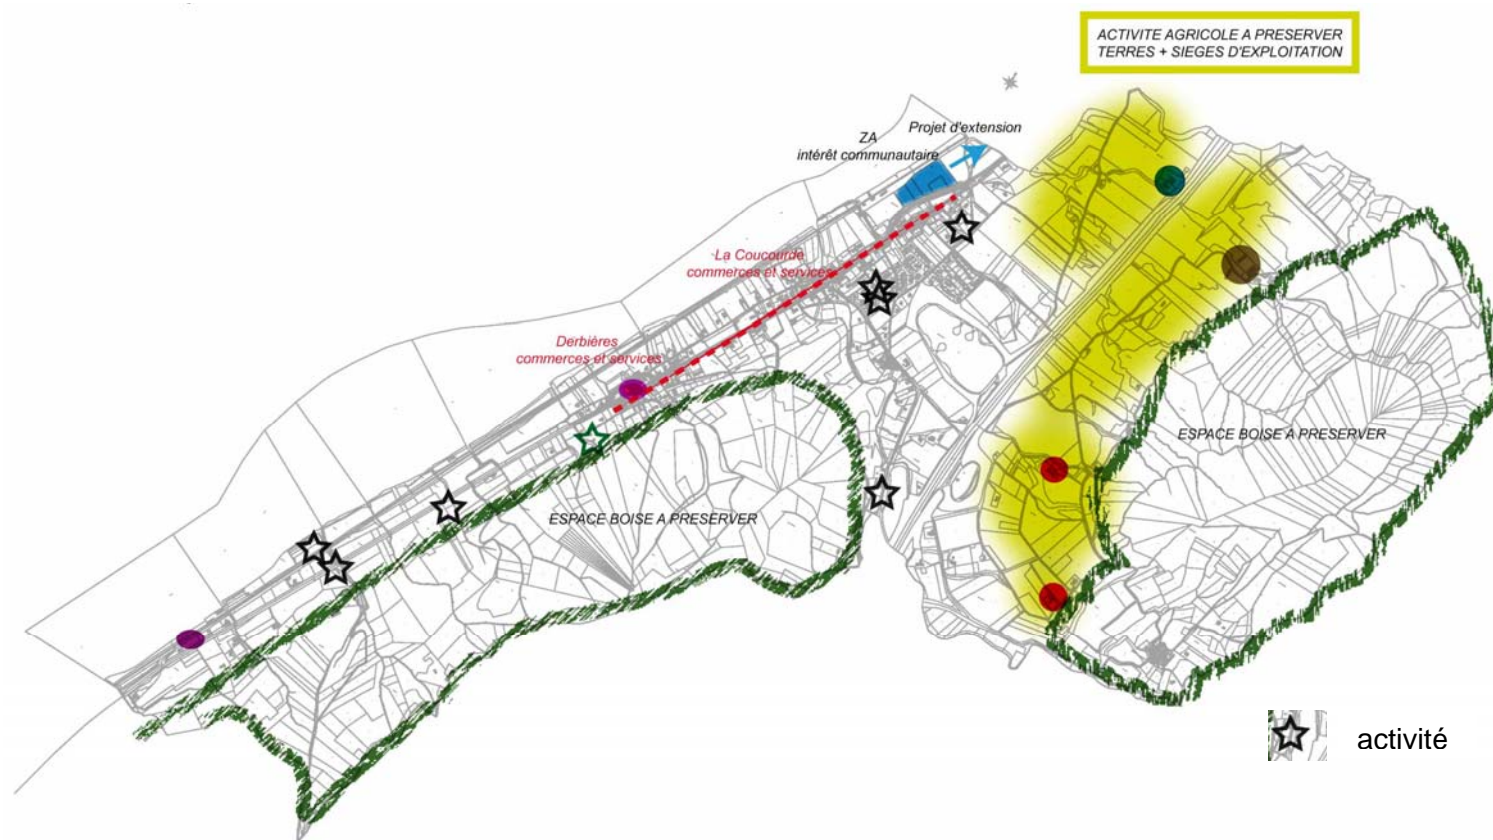 ACTIVITE AGRICOLE A PRESERVER
TERRES + SIEGES D'EXPLOITATION
Projet d'extension
ZA
intérêt communautaire
La Coucourde
commerces et services
Derbières
commerces et services
ESPACE BOISE A PRESERVER
ESPACE BOISE A PRESERVER
activité